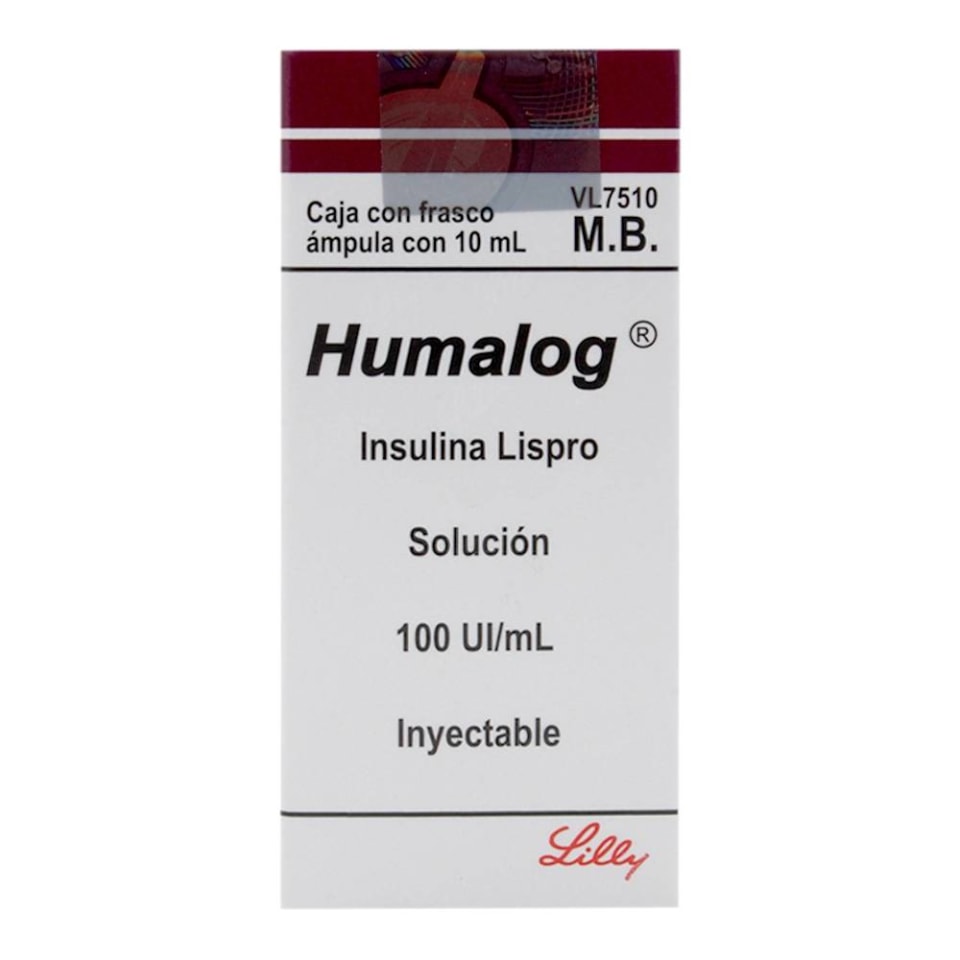 Caja con frasco
ámpula con 10 mL
VL7510
M.B.
Humalog®
Insulina Lispro
Solución
100 UI/mL
Inyectable
Lilly